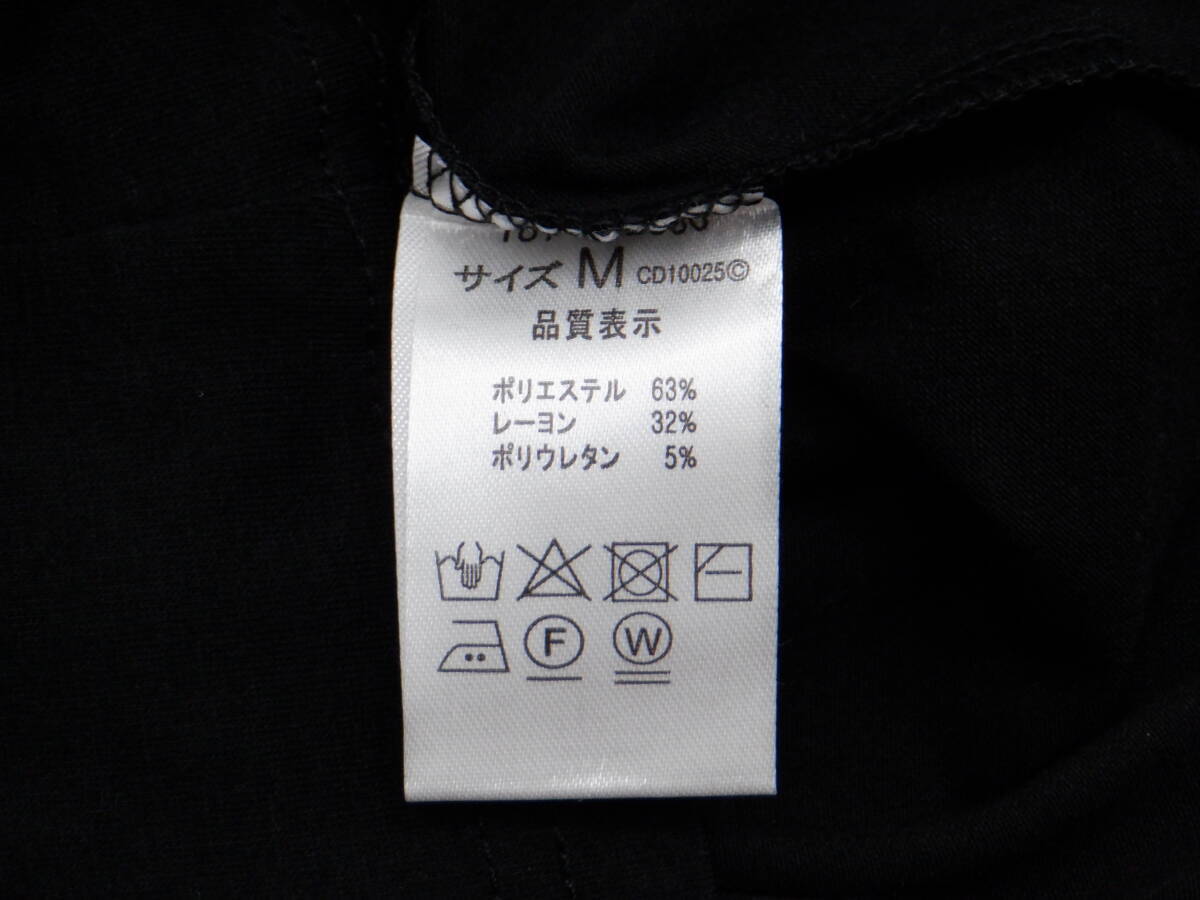 サイズ M CD10025©
品質表示
ポリエステル 63%
レーヨン 32%
ポリウレタン 5%
F W